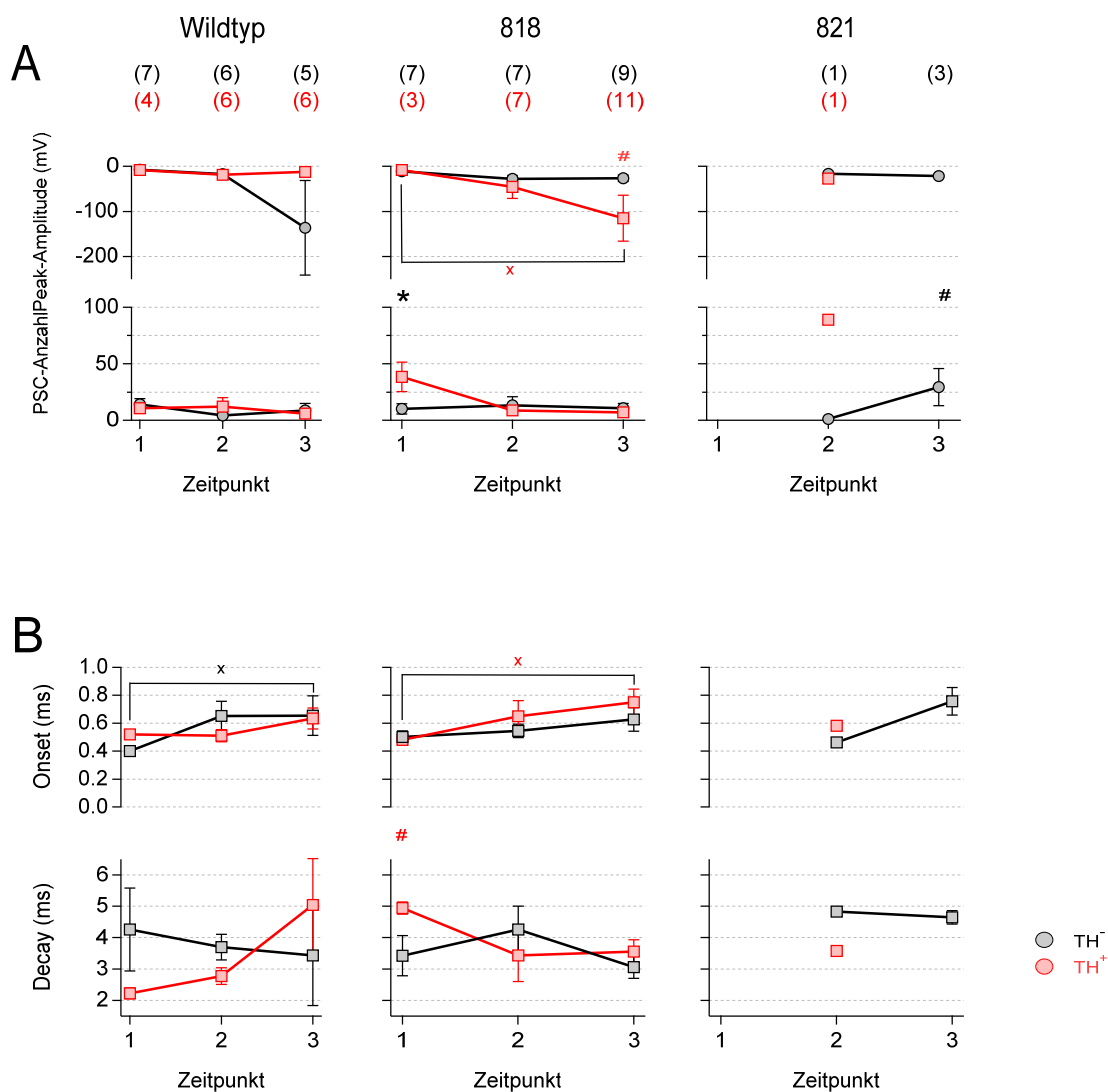 Wildtyp 818 821
A
(7) (6) (5) (7) (7) (9) (1) (3)
(4) (6) (6) (3) (7) (11) (1)
PSC-AnzahlPeak-Amplitude (mV)
0
-100
-200
#
x
100
50
0
* #
1 2 3 1 2 3 1 2 3
Zeitpunkt Zeitpunkt Zeitpunkt
B
Onset (ms)
1.0
0.8
0.6
0.4
0.2
0.0
x x
#
Decay (ms)
6
5
4
3
2
1 2 3 1 2 3 1 2 3
Zeitpunkt Zeitpunkt Zeitpunkt
TH⁻
TH⁺